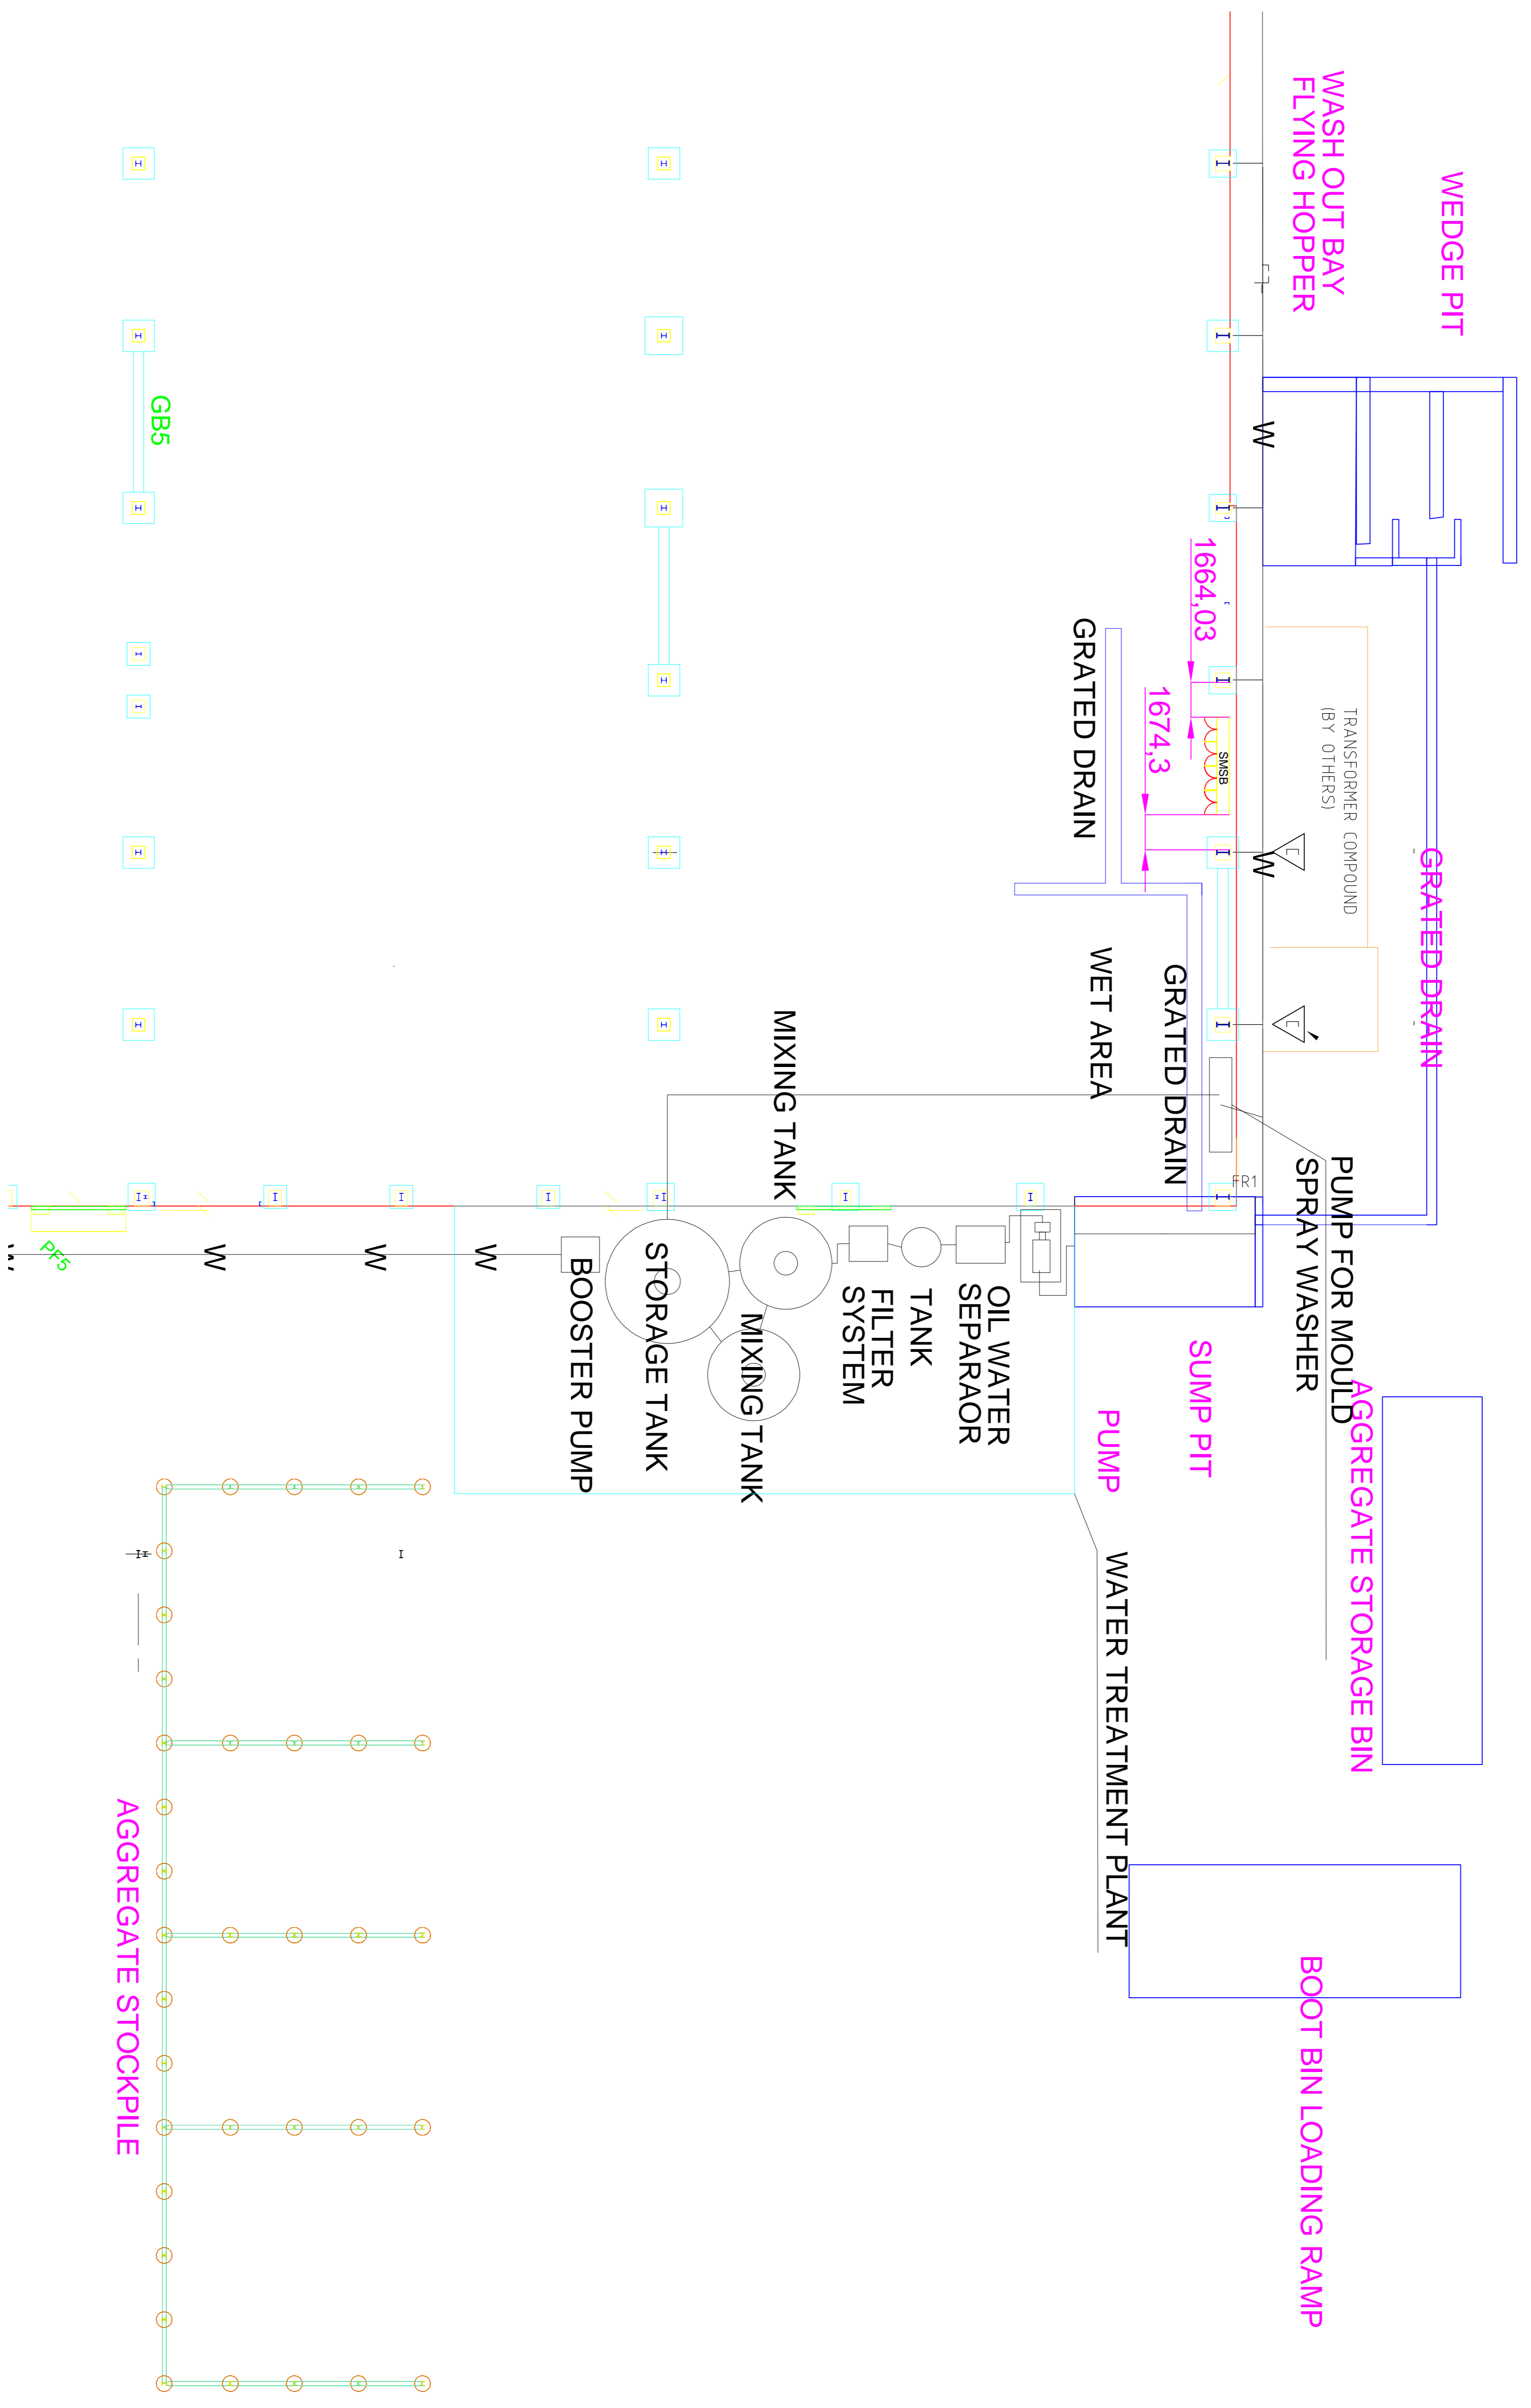 WEDGE PIT
WASH OUT BAY
FLYING HOPPER
GB5
W
1664,03
1674,3
GRATED DRAIN
SMSB
TRANSFORMER COMPOUND
(BY OTHERS)
W
GRATED DRAIN
WET AREA
GRATED DRAIN
MIXING TANK
FR1
PUMP FOR MOULD
SPRAY WASHER
PF5
W
W
W
W
BOOSTER PUMP
STORAGE TANK
MIXING TANK
FILTER
SYSTEM
TANK
OIL WATER
SEPARAOR
SUMP PIT
PUMP
AGGREGATE STORAGE BIN
WATER TREATMENT PLANT
AGGREGATE STOCKPILE
BOOT BIN LOADING RAMP